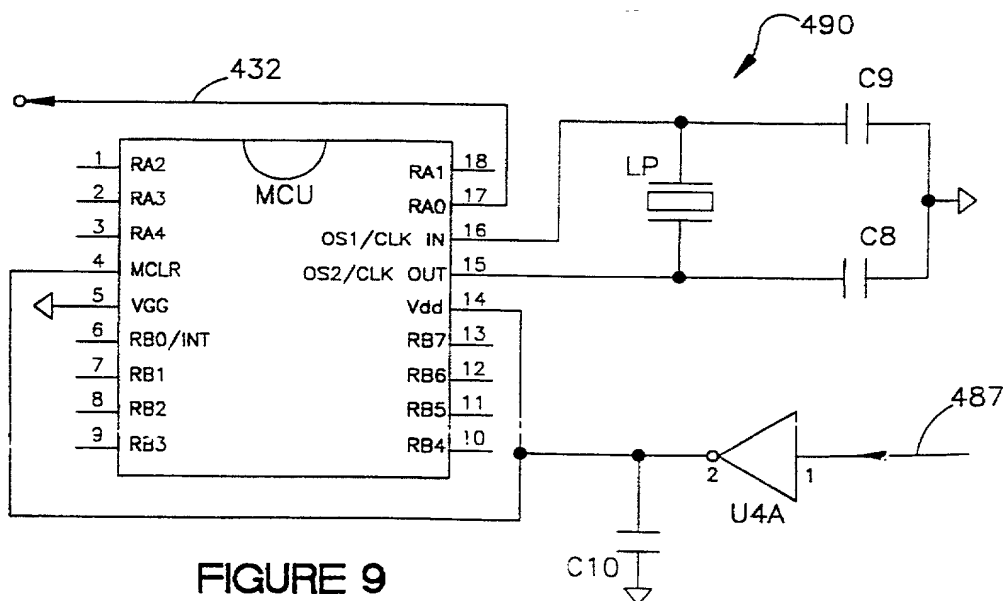 490
432
C9
1 RA2
RA1 18
MCU
LP
2 RA3
RA0 17
3 RA4
OS1/CLK IN 16
4 MCLR
OS2/CLK OUT 15
C8
5 VGG
Vdd 14
6 RB0/INT
RB7 13
7 RB1
RB6 12
8 RB2
RB5 11
487
9 RB3
RB4 10
2
1
U4A
C10
FIGURE 9